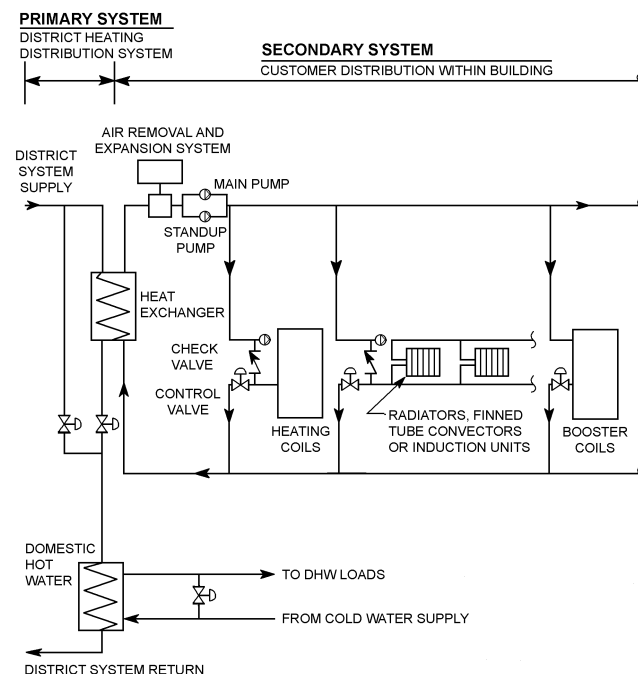 PRIMARY SYSTEM
DISTRICT HEATING
DISTRIBUTION SYSTEM
SECONDARY SYSTEM
CUSTOMER DISTRIBUTION WITHIN BUILDING
AIR REMOVAL AND
EXPANSION SYSTEM
DISTRICT
SYSTEM
SUPPLY
MAIN PUMP
STANDUP
PUMP
HEAT
EXCHANGER
CHECK
VALVE
CONTROL
VALVE
HEATING
COILS
RADIATORS, FINNED
TUBE CONVECTORS
OR INDUCTION UNITS
BOOSTER
COILS
DOMESTIC
HOT
WATER
TO DHW LOADS
FROM COLD WATER SUPPLY
DISTRICT SYSTEM RETURN